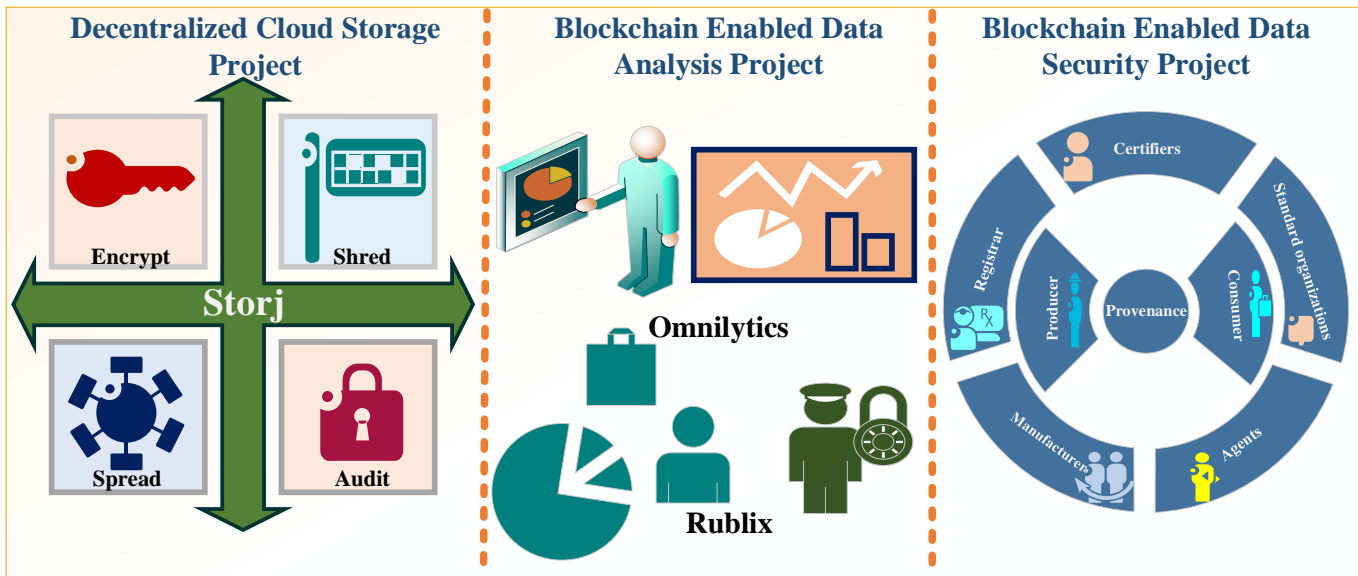 Decentralized Cloud Storage
Project
Encrypt
Shred
Storj
Spread
Audit
Blockchain Enabled Data
Analysis Project
Omnilytics
Rublix
Blockchain Enabled Data
Security Project
Certifiers
Standard organizations
Registrar
R
X
Producer
Provenance
Consumer
Manufacturer
Agents